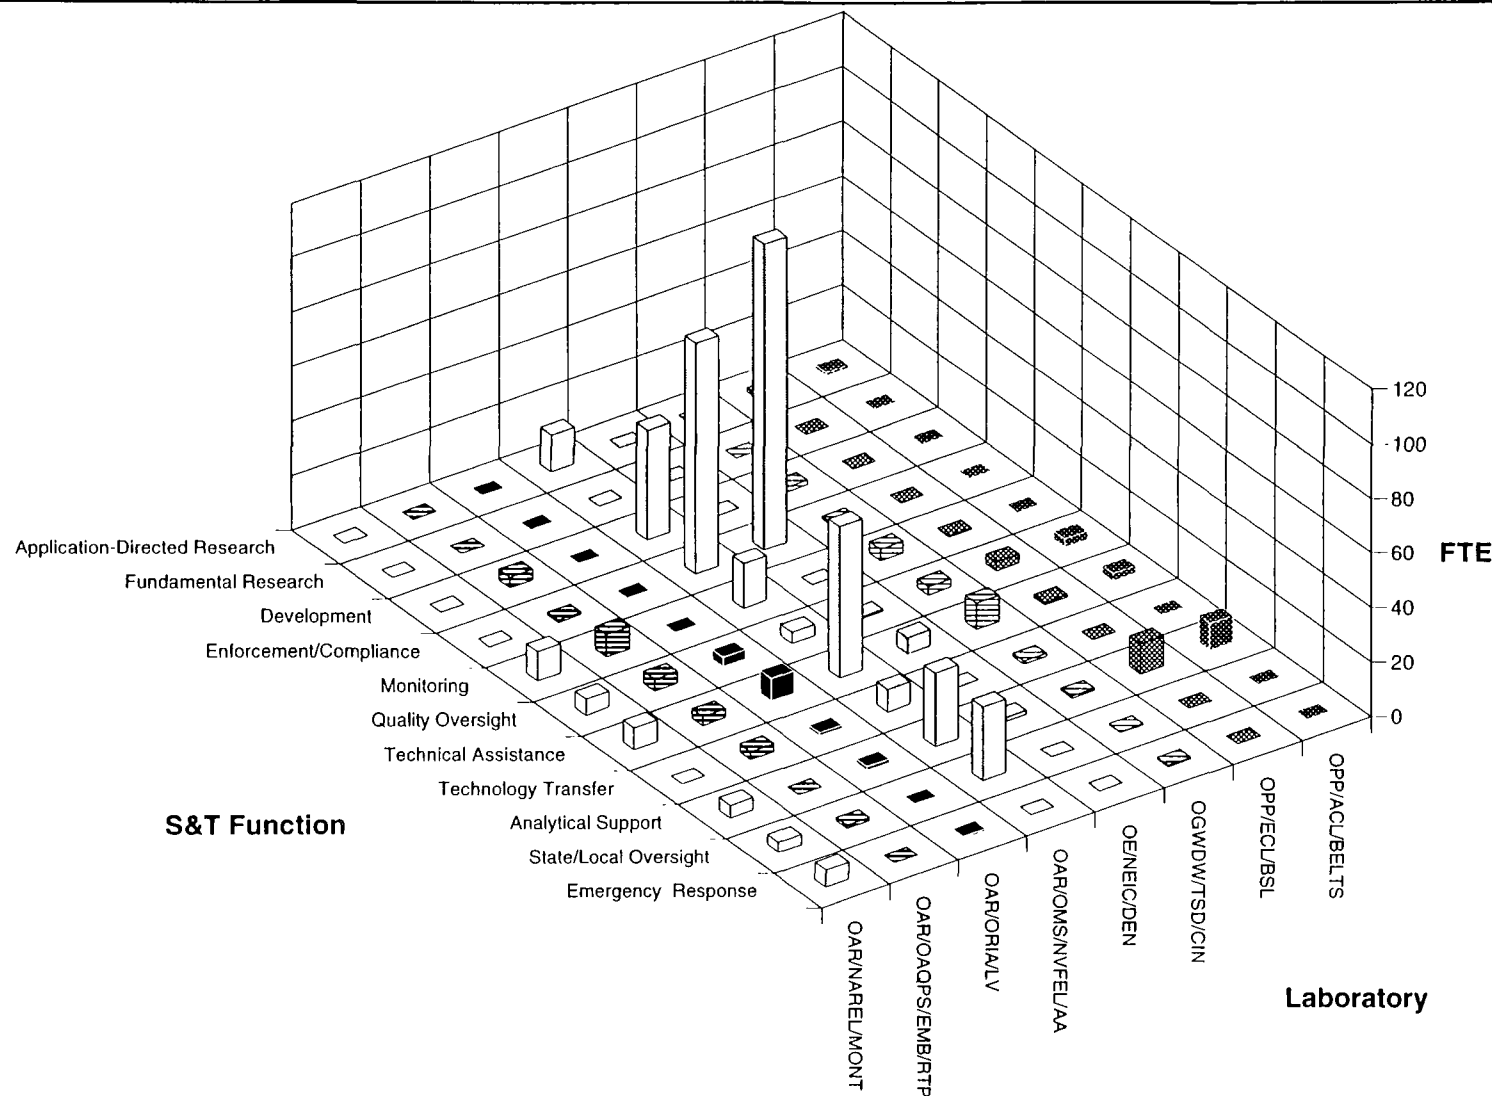 120
100
80
60
40
20
0
FTE
Application-Directed Research
Fundamental Research
Development
Enforcement/Compliance
Monitoring
Quality Oversight
Technical Assistance
Technology Transfer
Analytical Support
State/Local Oversight
Emergency Response
S&T Function
OAR/NAREL/MONT
OAR/OAQPS/EMB/RTP
OAR/ORIA/LV
OAR/OMS/NVFEL/AA
OE/NEIC/DEN
OGWDW/TSD/CIN
OPP/ECL/BSL
OPP/ACL/BELTS
Laboratory